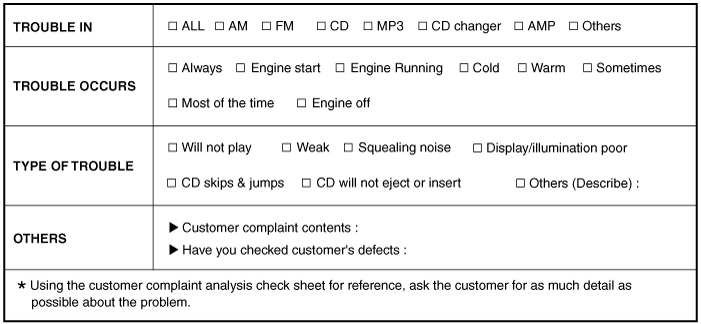 TROUBLE IN
☐ ALL ☐ AM ☐ FM ☐ CD ☐ MP3 ☐ CD changer ☐ AMP ☐ Others
TROUBLE OCCURS
☐ Always ☐ Engine start ☐ Engine Running ☐ Cold ☐ Warm ☐ Sometimes
☐ Most of the time ☐ Engine off
TYPE OF TROUBLE
☐ Will not play ☐ Weak ☐ Squealing noise ☐ Display/illumination poor
☐ CD skips & jumps ☐ CD will not eject or insert ☐ Others (Describe) :
OTHERS
▶ Customer complaint contents :
▶ Have you checked customer's defects :
* Using the customer complaint analysis check sheet for reference, ask the customer for as much detail as
possible about the problem.